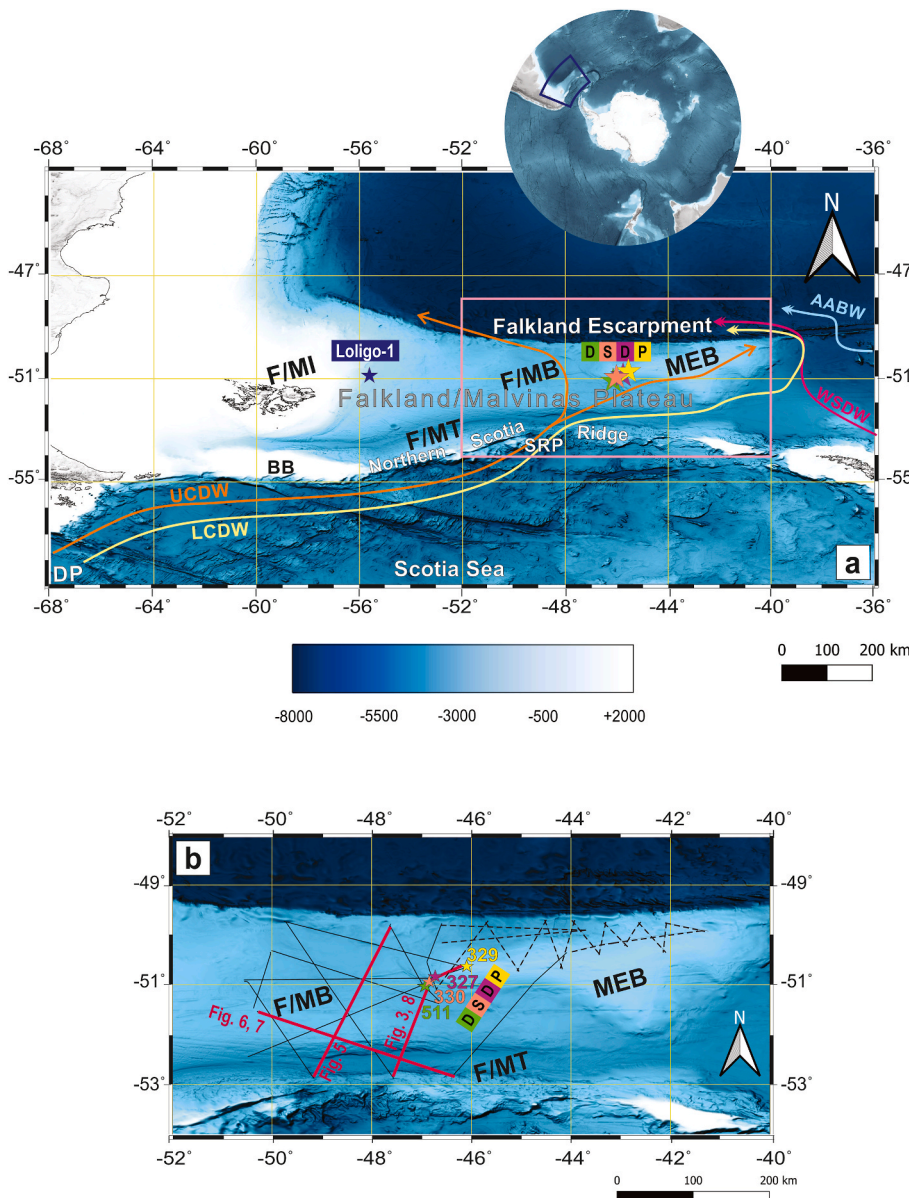 -68˚ -64˚ -60˚ -56˚ -52˚ -48˚ -44˚ -40˚ -36˚
N
-47˚ -47˚
AABW
Falkland Escarpment
Loligo-1
D S D P
F/MI
F/MB
MEB
-51˚ -51˚
Falkland/Malvinas Plateau
WSDW
F/MT
Northern Scotia Ridge
SRP
BB
-55˚ -55˚
UCDW
LCDW
DP
Scotia Sea
a
-68˚ -64˚ -60˚ -56˚ -52˚ -48˚ -44˚ -40˚ -36˚
0 100 200 km
-8000 -5500 -3000 -500 +2000
-52˚ -50˚ -48˚ -46˚ -44˚ -42˚ -40˚
b
-49˚ -49˚
329
-51˚ -51˚
327
330
511
D S D P
MEB
F/MB
Fig. 6, 7
Fig. 5
Fig. 3, 8
F/MT
N
-53˚ -53˚
-52˚ -50˚ -48˚ -46˚ -44˚ -42˚ -40˚
0 100 200 km